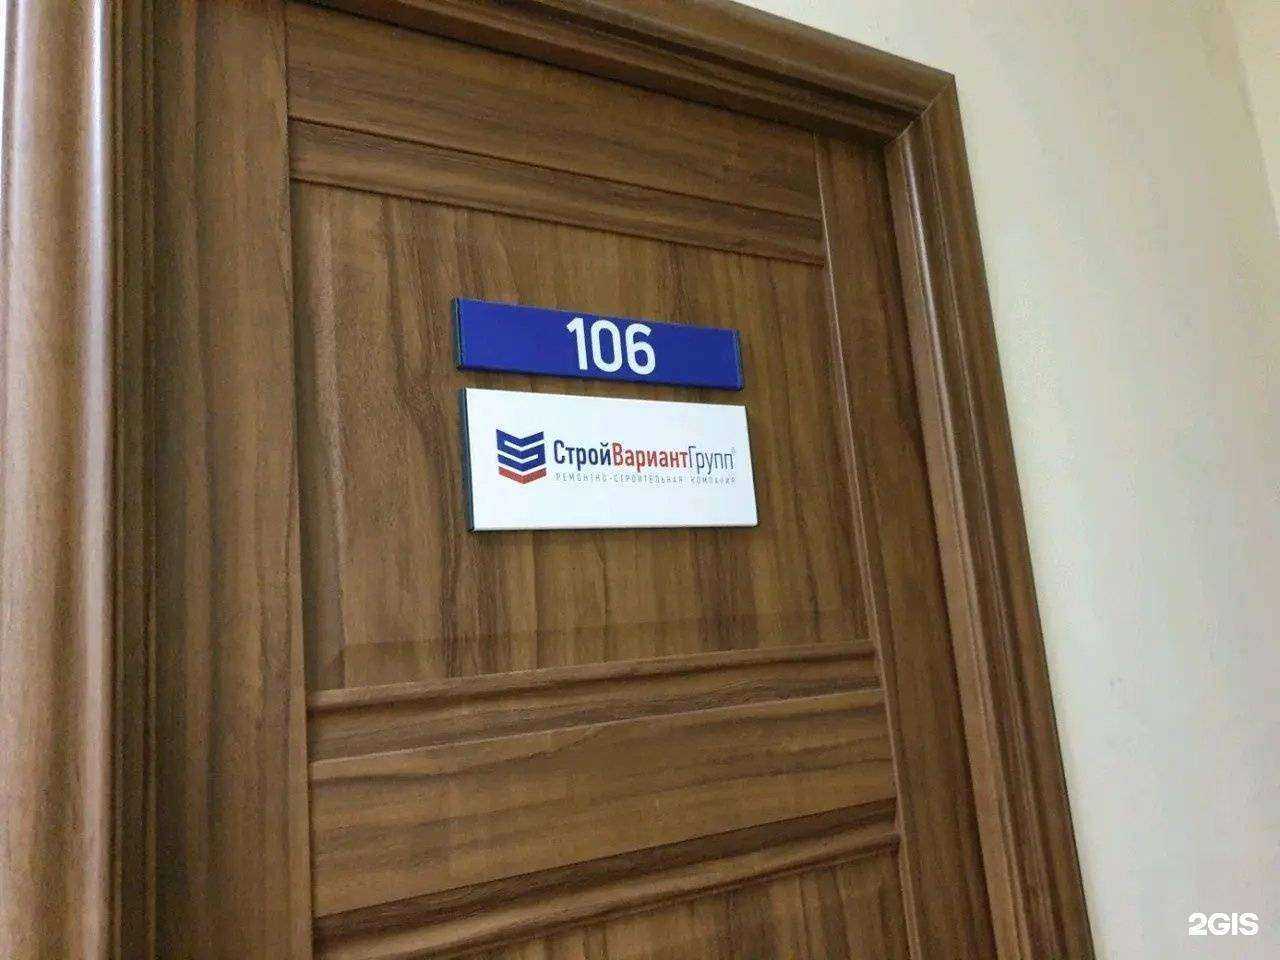 106
СтройВариантГрупп®
РЕМОНТНО-СТРОИТЕЛЬНАЯ КОМПАНИЯ
2GIS